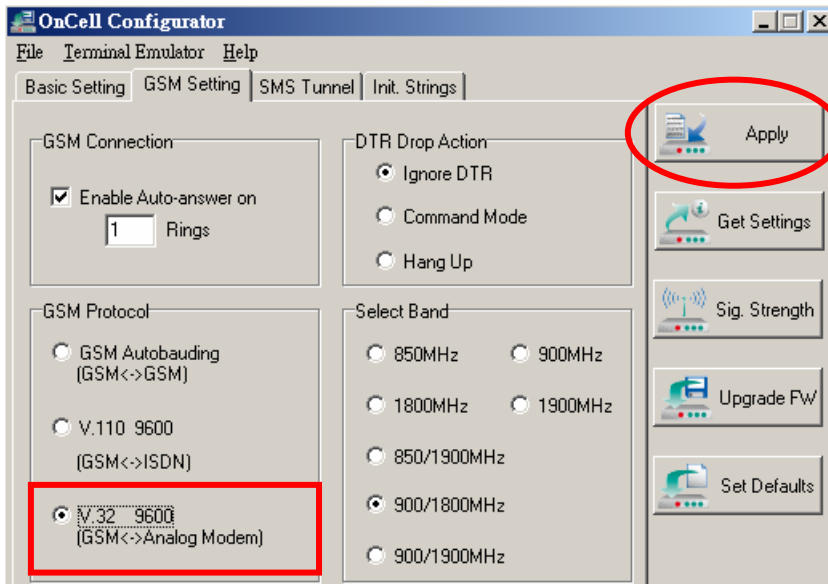 OnCell Configurator
File Terminal Emulator Help
Basic Setting GSM Setting SMS Tunnel Init. Strings
GSM Connection
Enable Auto-answer on
1 Rings
DTR Drop Action
Ignore DTR
Command Mode
Hang Up
GSM Protocol
GSM Autobauding
(GSM<->GSM)
V.110 9600
(GSM<->ISDN)
V.32 9600
(GSM<->Analog Modem)
Select Band
850MHz 900MHz
1800MHz 1900MHz
850/1900MHz
900/1800MHz
900/1900MHz
Apply
Get Settings
Sig. Strength
Upgrade FW
Set Defaults